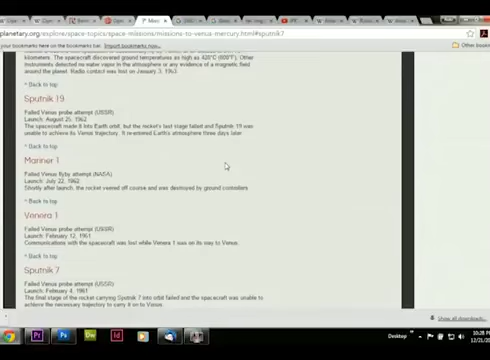 planetary.org/explore/space-topics/space-missions/missions-to-venus-mercury.html#sputnik7
your bookmarks here on the bookmarks bar. Import bookmarks now...
Other bookm
kilometers. The spacecraft discovered ground temperatures as high as 428°C (800°F). Other
instruments detected no water vapor in the atmosphere or any evidence of a magnetic field
around the planet. Radio contact was lost on January 3, 1963.
^ Back to top
Sputnik 19
Failed Venus probe attempt (USSR)
Launch: August 25, 1962
The spacecraft made it into Earth orbit, but the rocket's last stage failed and Sputnik 19 was
unable to achieve its Venus trajectory. It re-entered Earth's atmosphere three days later
^ Back to top
Mariner 1
Failed Venus flyby attempt (NASA)
Launch: July 22, 1962
Shortly after launch, the rocket veered off course and was destroyed by ground controllers
^ Back to top
Venera 1
Failed Venus probe attempt (USSR)
Launch: February 12, 1961
Communications with the spacecraft was lost while Venera 1 was on its way to Venus.
^ Back to top
Sputnik 7
Failed Venus probe attempt (USSR)
Launch: February 4, 1961
The final stage of the rocket carrying Sputnik 7 into orbit failed and the spacecraft was unable to
achieve the necessary trajectory to carry it on to Venus.
Show all downloads...
Desktop
10:28 P
12/21/20